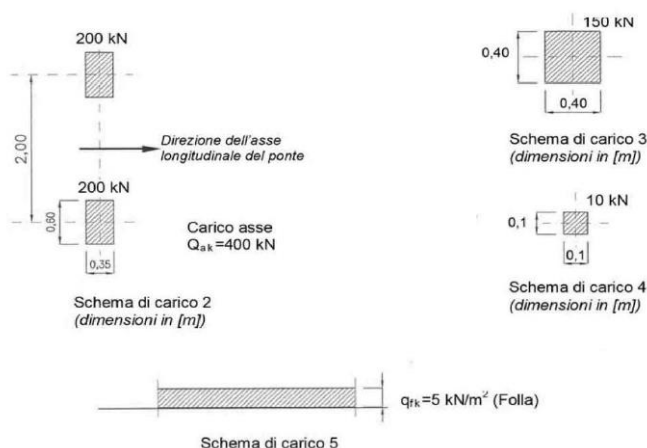 200 kN
2,00
Direzione dell'asse
longitudinale del ponte
200 kN
0,60
0,35
Carico asse
Qak=400 kN
Schema di carico 2
(dimensioni in [m])
150 kN
0,40
0,40
Schema di carico 3
(dimensioni in [m])
10 kN
0,1
0,1
Schema di carico 4
(dimensioni in [m])
qfk=5 kN/m² (Folla)
Schema di carico 5